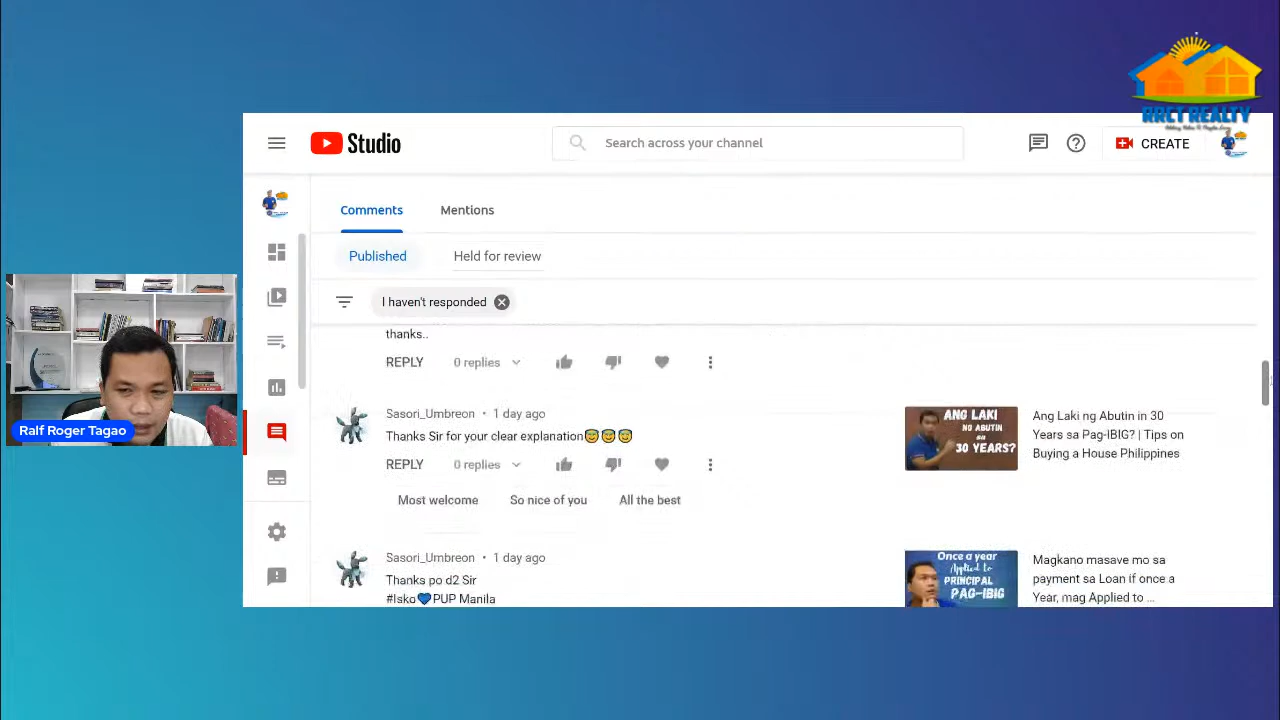 RRCT REALTY
Studio
Search across your channel
CREATE
Comments
Mentions
Published
Held for review
I haven't responded
thanks..
REPLY
0 replies
Sasori_Umbreon • 1 day ago
Thanks Sir for your clear explanation😇😇😇
REPLY
0 replies
Most welcome
So nice of you
All the best
ANG LAKI
NG ABUTIN
sa
30 YEARS?
Ang Laki ng Abutin in 30
Years sa Pag-IBIG? | Tips on
Buying a House Philippines
Sasori_Umbreon • 1 day ago
Thanks po d2 Sir
#Isko💙PUP Manila
Once a year
Applied to
PRINCIPAL
PAG-IBIG
Magkano masave mo sa
payment sa Loan if once a
Year, mag Applied to ...
Ralf Roger Tagao